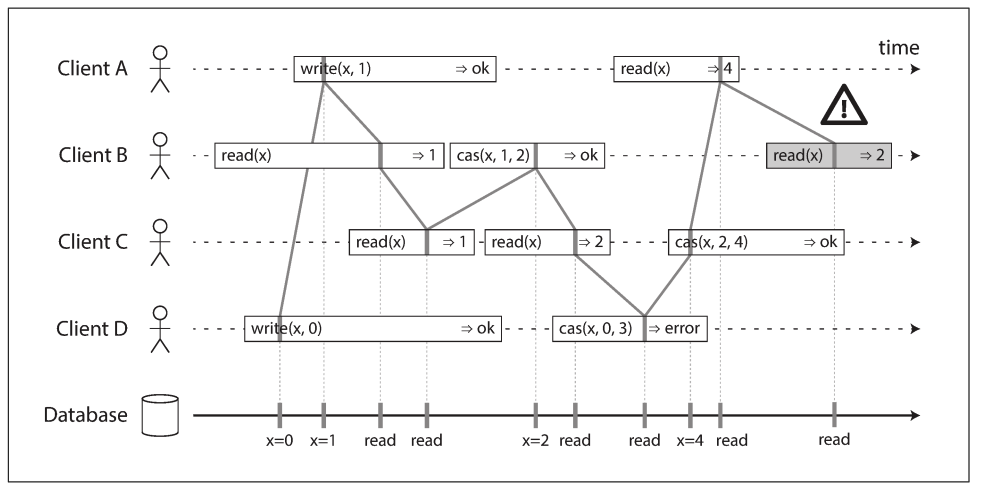 time
Client A
write(x, 1) ⇒ ok
read(x) ⇒ 4
Client B
read(x) ⇒ 1
cas(x, 1, 2) ⇒ ok
read(x) ⇒ 2
Client C
read(x) ⇒ 1
read(x) ⇒ 2
cas(x, 2, 4) ⇒ ok
Client D
write(x, 0) ⇒ ok
cas(x, 0, 3) ⇒ error
Database
x=0 x=1 read read x=2 read read x=4 read read